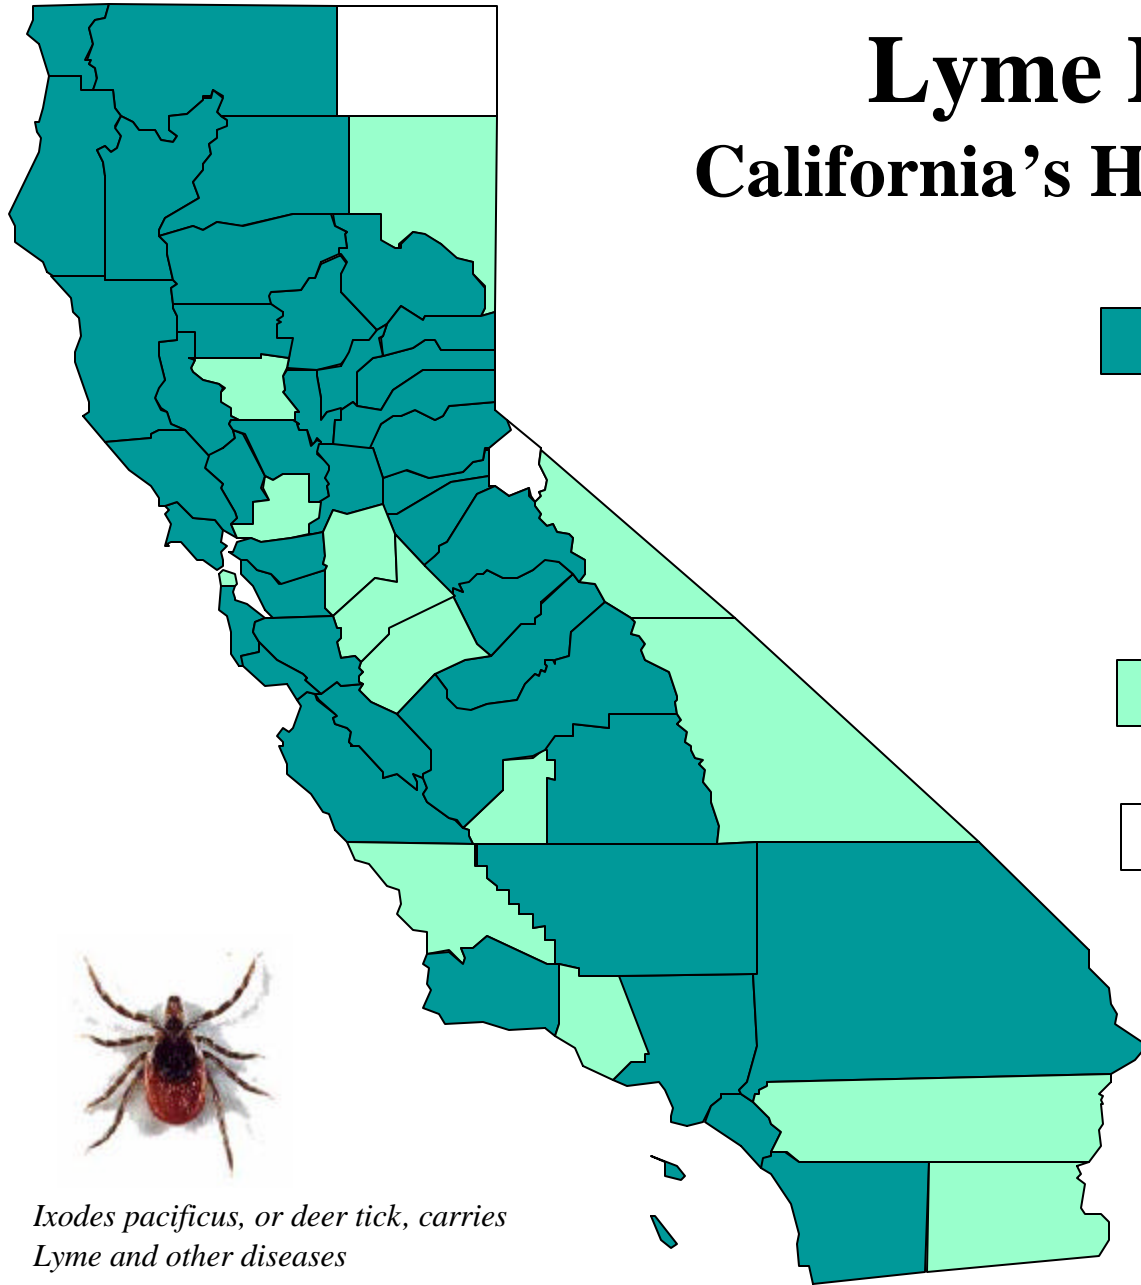 Lyme
California’s H
Ixodes pacificus, or deer tick, carries
Lyme and other diseases